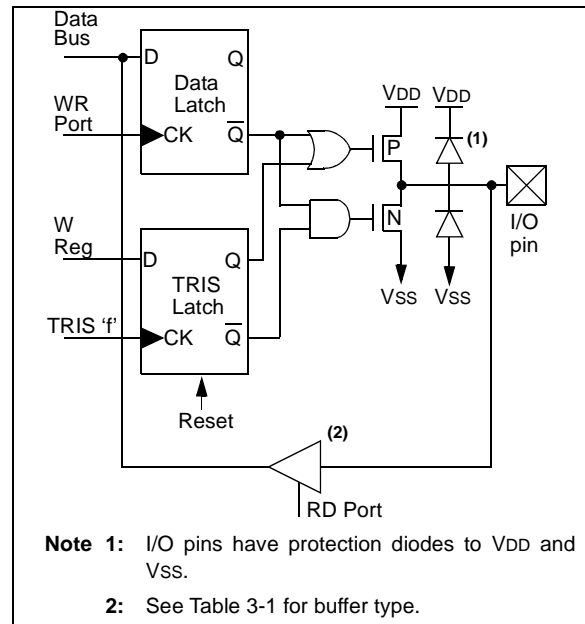 Data
Bus
D
Q
Data
Latch
WR
Port
CK
Q
VDD
VDD
P
(1)
N
I/O
pin
W
Reg
D
Q
TRIS
Latch
VSS
VSS
TRIS ‘f’
CK
Q
Reset
(2)
RD Port
Note 1: I/O pins have protection diodes to VDD and
VSS.
2: See Table 3-1 for buffer type.